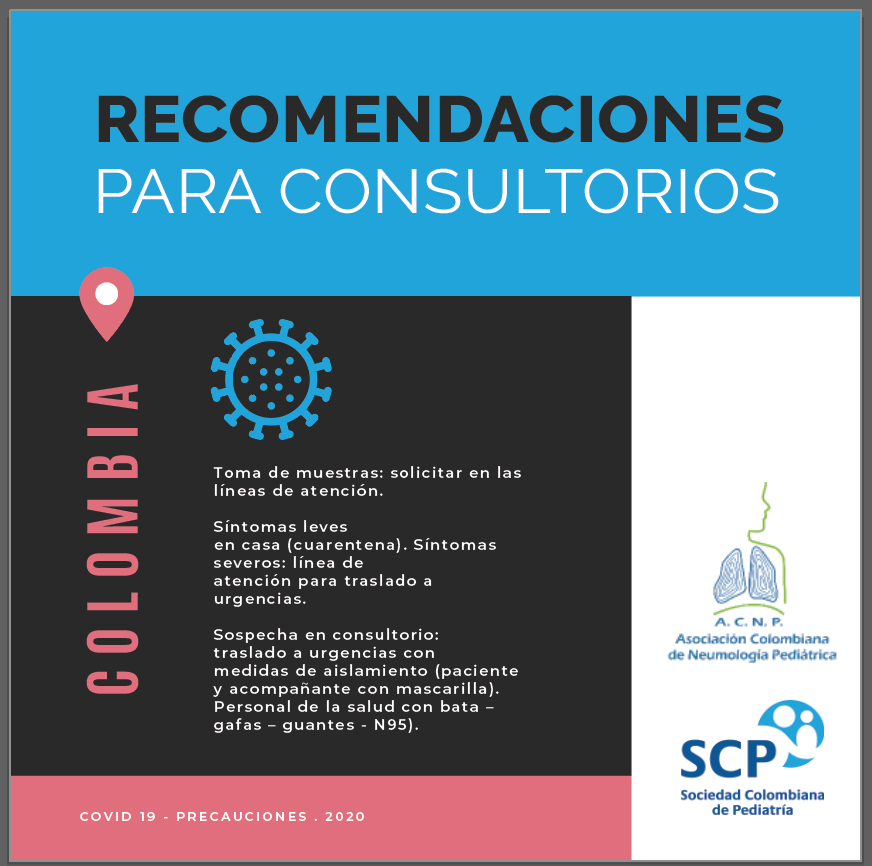 RECOMENDACIONES
PARA CONSULTORIOS
COLOMBIA
Toma de muestras: solicitar en las
líneas de atención.
Síntomas leves
en casa (cuarentena). Síntomas
severos: línea de
atención para traslado a
urgencias.
Sospecha en consultorio:
traslado a urgencias con
medidas de aislamiento (paciente
y acompañante con mascarilla).
Personal de la salud con bata –
gafas – guantes - N95).
A. C. N. P.
Asociación Colombiana
de Neumología Pediátrica
SCP
Sociedad Colombiana
de Pediatría
COVID 19 - PRECAUCIONES . 2020